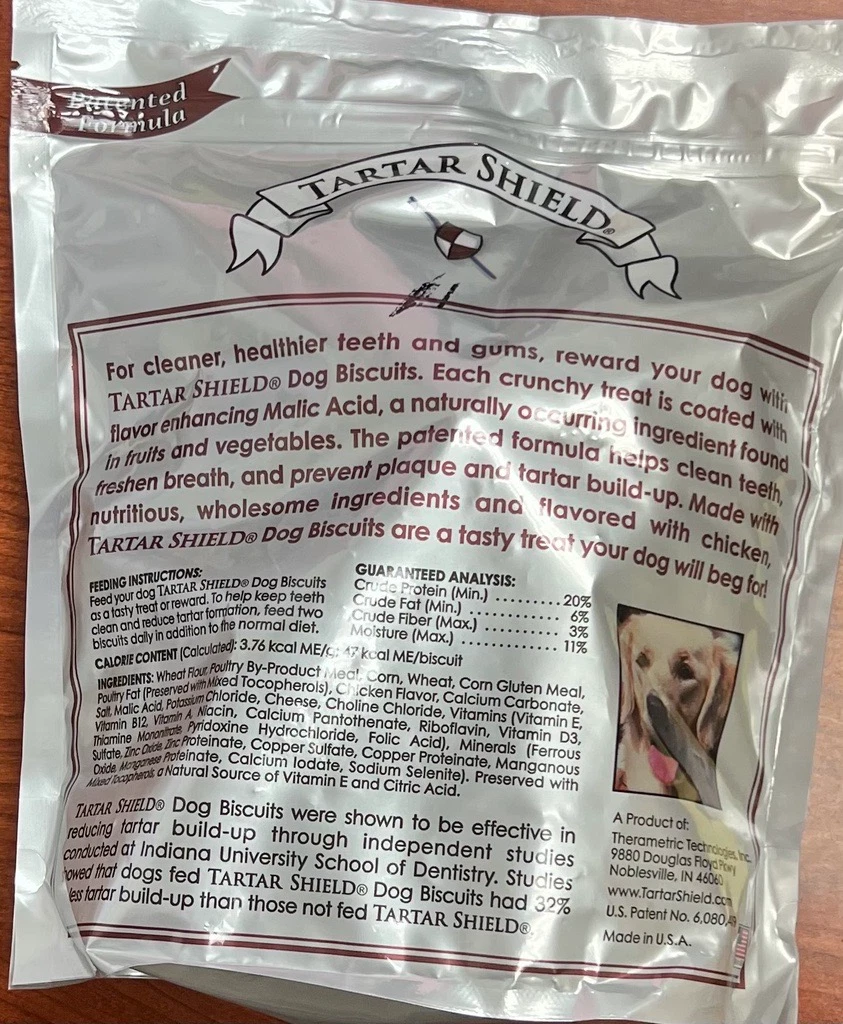 Patented
Formula
TARTAR SHIELD®
For cleaner, healthier teeth and gums, reward your dog with
TARTAR SHIELD® Dog Biscuits. Each crunchy treat is coated with
flavor enhancing Malic Acid, a naturally occurring ingredient found
in fruits and vegetables. The patented formula helps clean teeth,
freshen breath, and prevent plaque and tartar build-up. Made with
nutritious, wholesome ingredients and flavored with chicken,
TARTAR SHIELD® Dog Biscuits are a tasty treat your dog will beg for!
FEEDING INSTRUCTIONS:
Feed your dog TARTAR SHIELD® Dog Biscuits
as a tasty treat or reward. To help keep teeth
clean and reduce tartar formation, feed two
biscuits daily in addition to the normal diet.
GUARANTEED ANALYSIS:
Crude Protein (Min.) ......... 20%
Crude Fat (Min.) ............ 6%
Crude Fiber (Max.) .......... 3%
Moisture (Max.) ............. 11%
CALORIE CONTENT (Calculated): 3.76 kcal ME/g; 47 kcal ME/biscuit
INGREDIENTS: Wheat Flour, Poultry By-Product Meal, Corn, Wheat, Corn Gluten Meal,
Poultry Fat (Preserved with Mixed Tocopherols), Chicken Flavor, Calcium Carbonate,
Salt, Malic Acid, Potassium Chloride, Cheese, Choline Chloride, Vitamins (Vitamin E,
Vitamin B12, Vitamin A, Niacin, Calcium Pantothenate, Riboflavin, Vitamin D3,
Thiamine Mononitrate, Pyridoxine Hydrochloride, Folic Acid), Minerals (Ferrous
Sulfate, Zinc Oxide, Zinc Proteinate, Copper Sulfate, Copper Proteinate, Manganous
Oxide, Manganese Proteinate, Calcium Iodate, Sodium Selenite). Preserved with
Mixed Tocopherols, a Natural Source of Vitamin E and Citric Acid.
TARTAR SHIELD® Dog Biscuits were shown to be effective in
reducing tartar build-up through independent studies
conducted at Indiana University School of Dentistry. Studies
owed that dogs fed TARTAR SHIELD® Dog Biscuits had 32%
less tartar build-up than those not fed TARTAR SHIELD®.
A Product of:
Therametric Technologies, Inc.
9880 Douglas Floyd Pkwy
Noblesville, IN 46060
www.TartarShield.com
U.S. Patent No. 6,080,
Made in U.S.A.